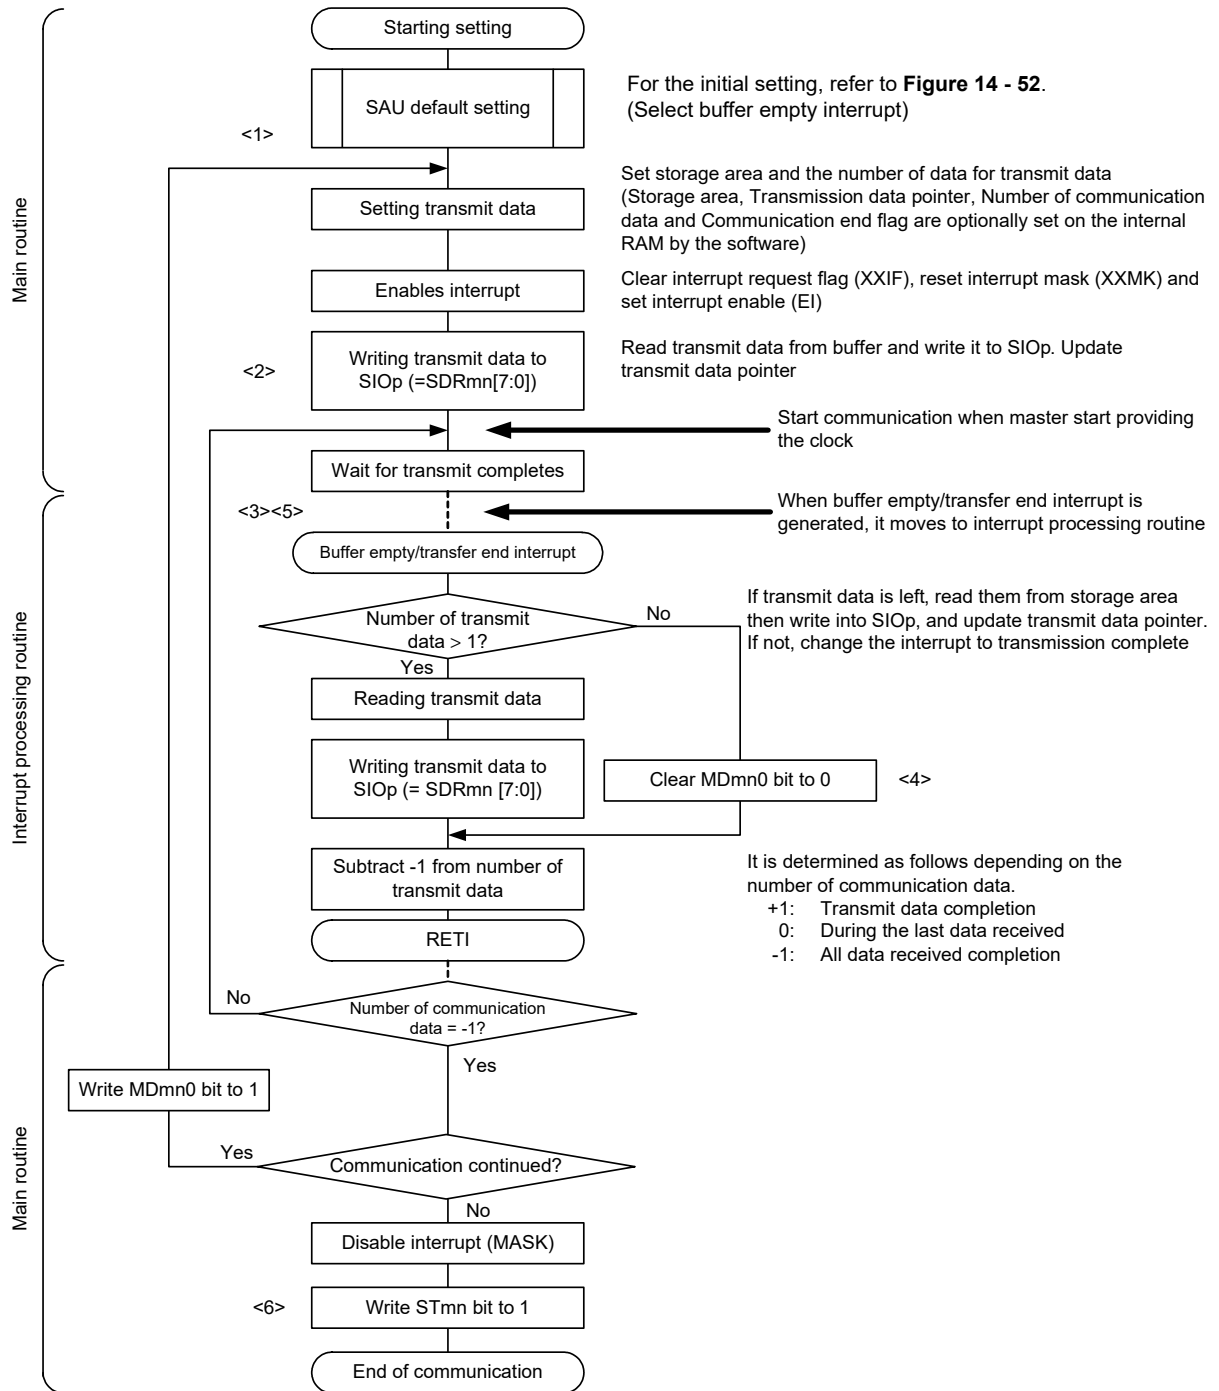 Starting setting
SAU default setting
For the initial setting, refer to Figure 14 - 52.
(Select buffer empty interrupt)
<1>
Setting transmit data
Set storage area and the number of data for transmit data
(Storage area, Transmission data pointer, Number of communication
data and Communication end flag are optionally set on the internal
RAM by the software)
Main routine
Enables interrupt
Clear interrupt request flag (XXIF), reset interrupt mask (XXMK) and
set interrupt enable (EI)
<2>
Writing transmit data to
SIOp (=SDRmn[7:0])
Read transmit data from buffer and write it to SIOp. Update
transmit data pointer
Start communication when master start providing
the clock
Wait for transmit completes
<3><5>
When buffer empty/transfer end interrupt is
generated, it moves to interrupt processing routine
Buffer empty/transfer end interrupt
Number of transmit
data > 1?
No
Yes
If transmit data is left, read them from storage area
then write into SIOp, and update transmit data pointer.
If not, change the interrupt to transmission complete
Interrupt processing routine
Reading transmit data
Writing transmit data to
SIOp (= SDRmn [7:0])
Clear MDmn0 bit to 0
<4>
Subtract -1 from number of
transmit data
It is determined as follows depending on the
number of communication data.
+1: Transmit data completion
0: During the last data received
-1: All data received completion
RETI
No
Number of communication
data = -1?
Yes
Write MDmn0 bit to 1
Main routine
Yes
Communication continued?
No
Disable interrupt (MASK)
<6>
Write STmn bit to 1
End of communication